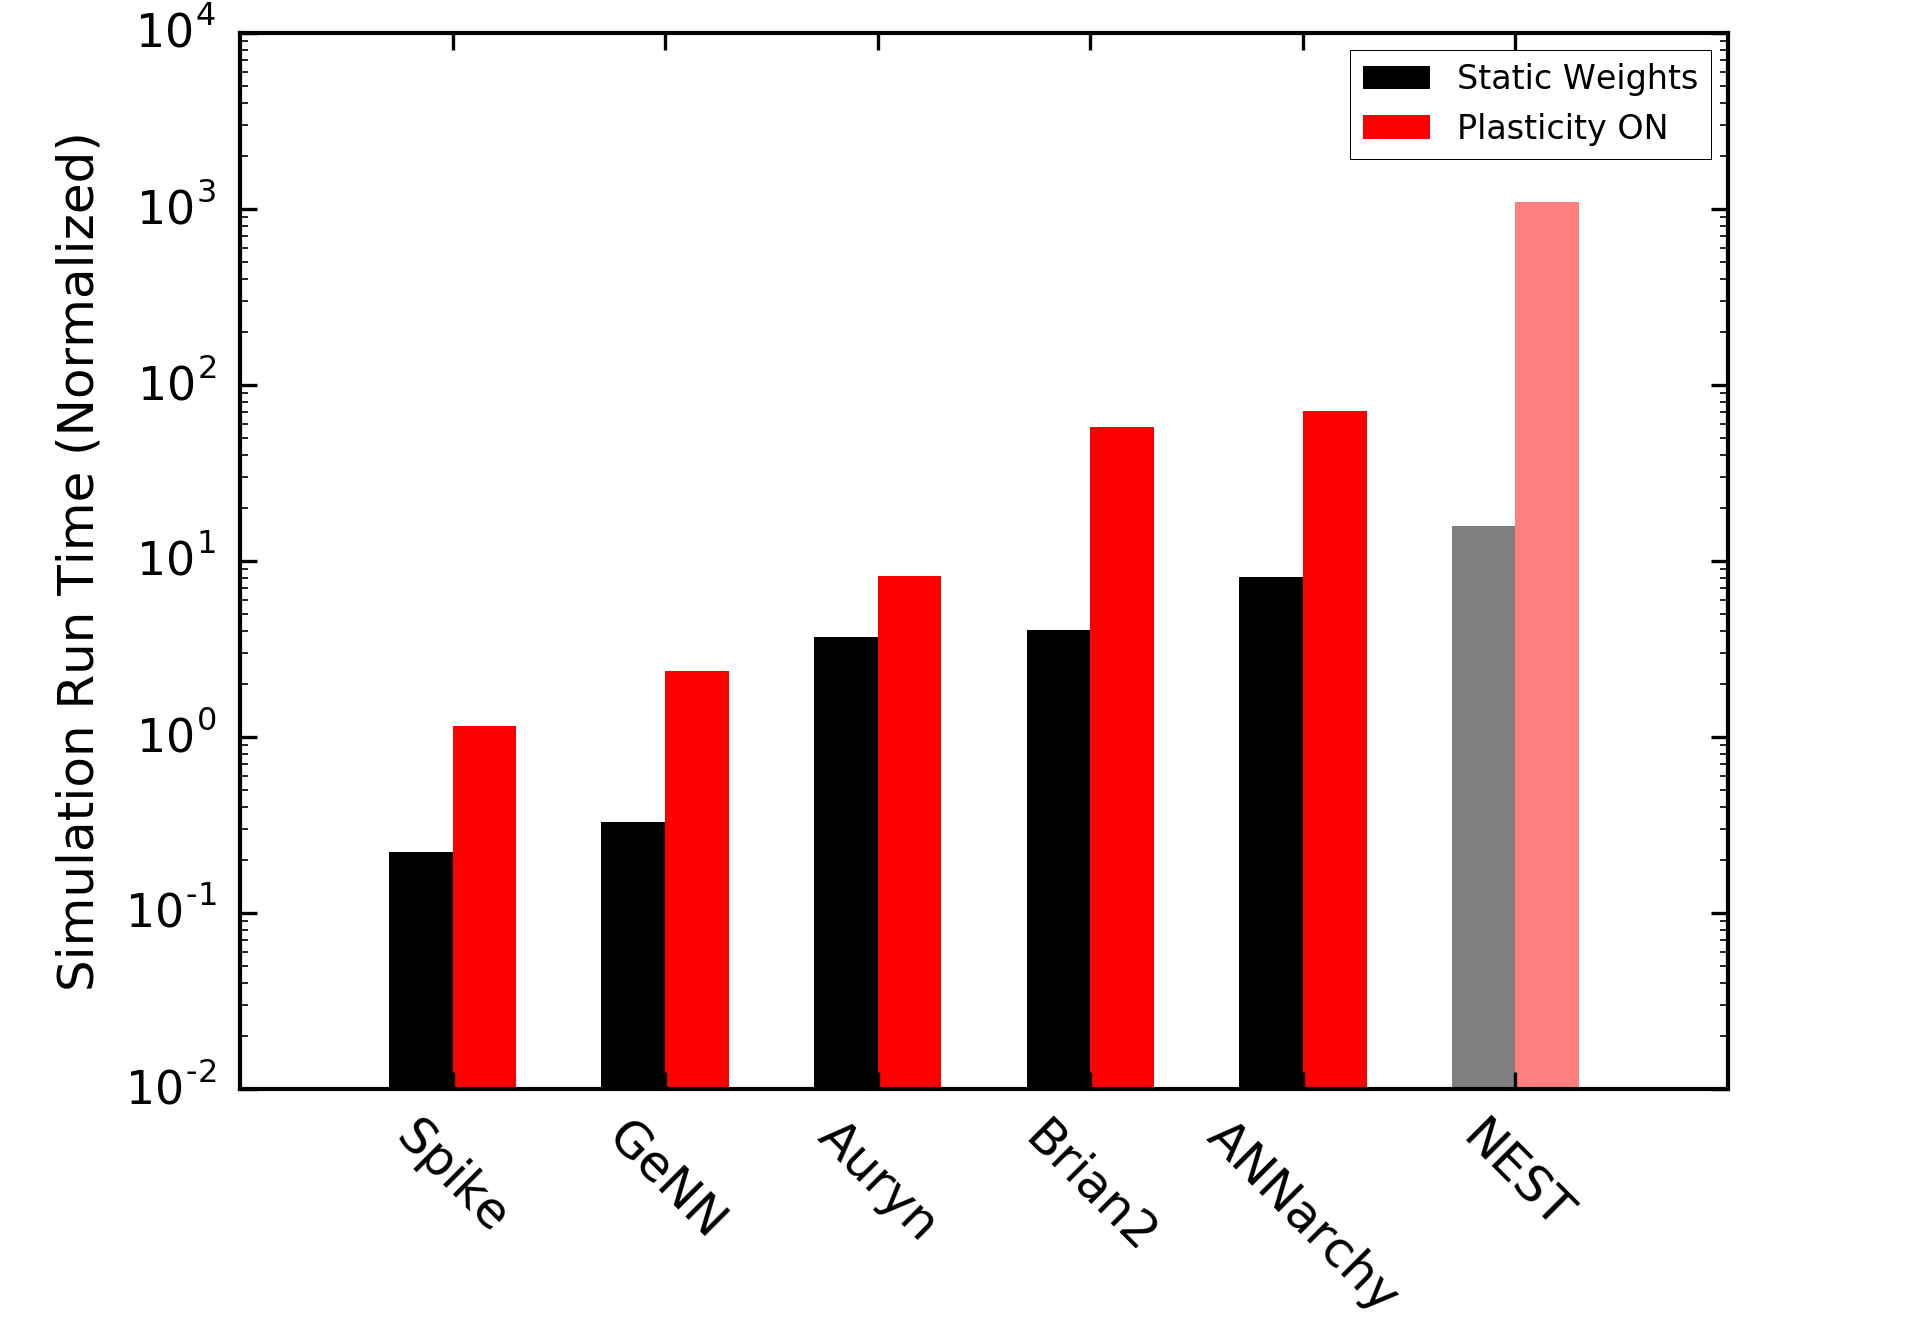 Simulation Run Time (Normalized)
10^4
10^3
10^2
10^1
10^0
10^-1
10^-2
Static Weights
Plasticity ON
Spike
GeNN
Auryn
Brian2
ANNarchy
NEST